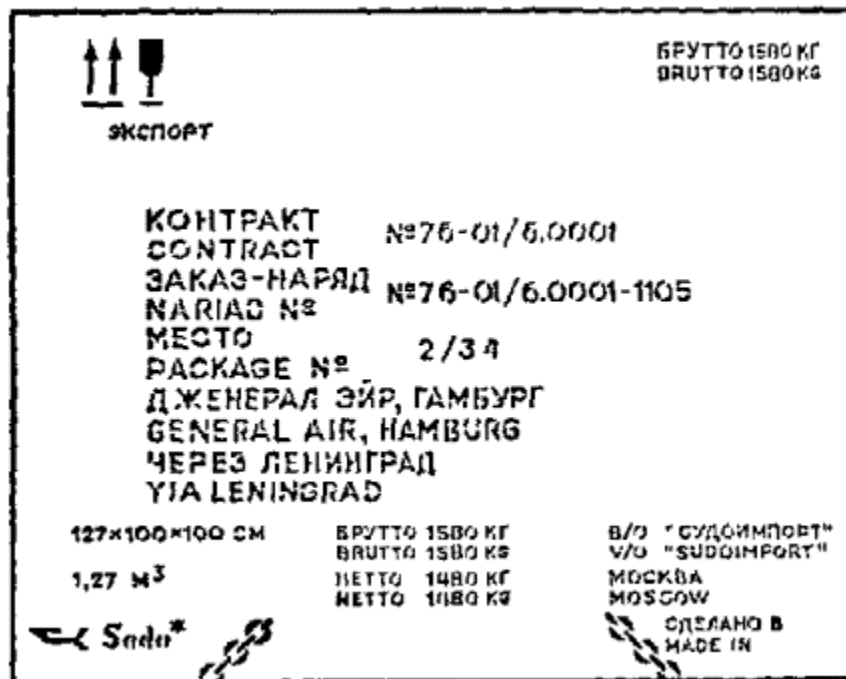 БРУТТО 1580 КГ
BRUTTO 1580 KG
ЭКСПОРТ
КОНТРАКТ
CONTRACT
№76-01/6.0001
ЗАКАЗ-НАРЯД
NARIAD №
№76-01/6.0001-1105
МЕСТО
PACKAGE №
2/34
ДЖЕНЕРАЛ ЭЙР, ГАМБУРГ
GENERAL AIR, HAMBURG
ЧЕРЕЗ ЛЕНИНГРАД
YIA LENINGRAD
127×100×100 СМ
1,27 М³
БРУТТО 1580 КГ
BRUTTO 1580 KG
НЕТТО 1480 КГ
NETTO 1480 KG
В/О "СУДОИМПОРТ"
V/O "SUDOIMPORT"
МОСКВА
MOSCOW
Sudo*
СДЕЛАНО В
MADE IN